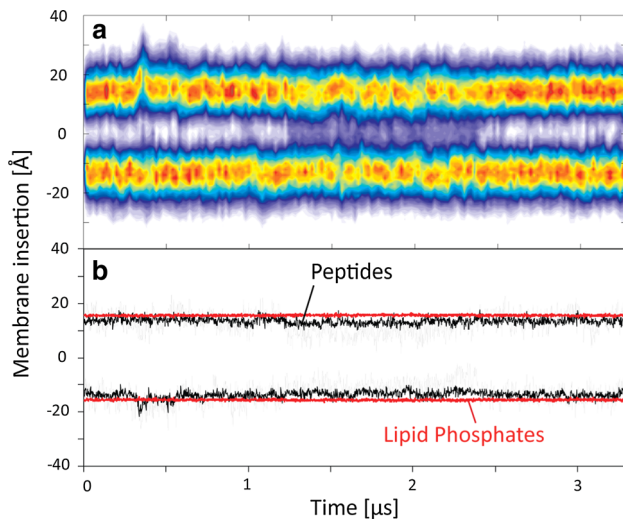 a
40
20
0
-20
40
b
Peptides
20
0
-20
Lipid Phosphates
-40
0
1
2
3
Time [µs]
Membrane insertion [Å]